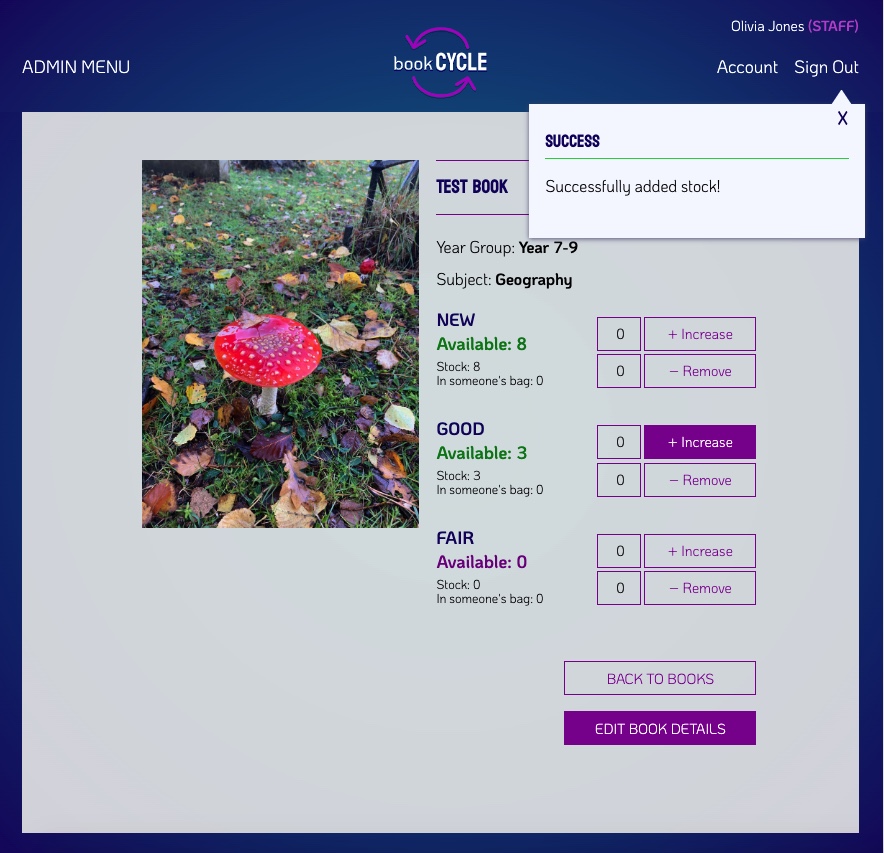 Olivia Jones (STAFF)
ADMIN MENU
book CYCLE
Account
Sign Out
X
SUCCESS
Successfully added stock!
TEST BOOK
Year Group: Year 7-9
Subject: Geography
NEW
Available: 8
Stock: 8
In someone's bag: 0
0
+ Increase
0
– Remove
GOOD
Available: 3
Stock: 3
In someone's bag: 0
0
+ Increase
0
– Remove
FAIR
Available: 0
Stock: 0
In someone's bag: 0
0
+ Increase
0
– Remove
BACK TO BOOKS
EDIT BOOK DETAILS